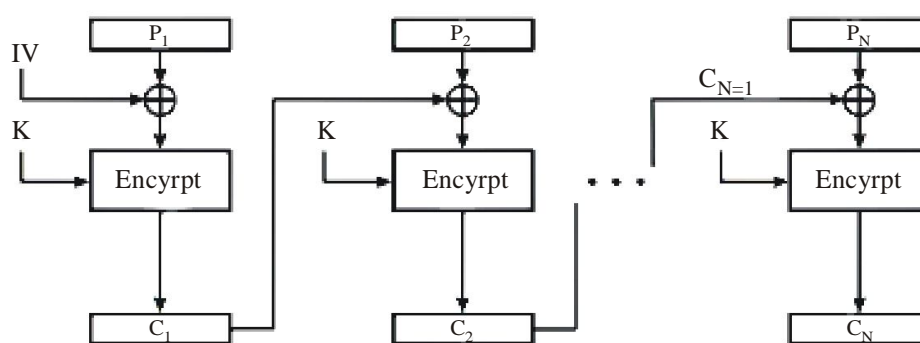 P1 P2 PN
IV
CN=1
K K K
Encyrpt Encyrpt Encyrpt
C1 C2 CN